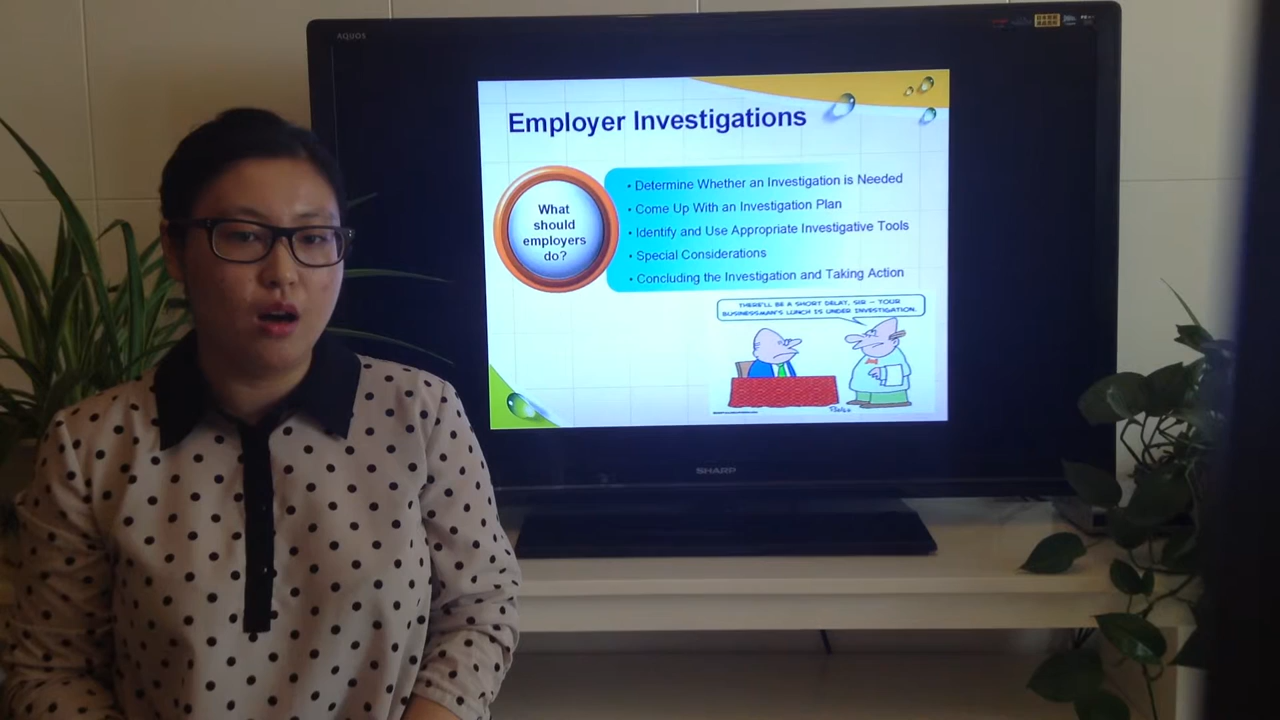 AQUOS
Employer Investigations
What
should
employers
do?
• Determine Whether an Investigation is Needed
• Come Up With an Investigation Plan
• Identify and Use Appropriate Investigative Tools
• Special Considerations
• Concluding the Investigation and Taking Action
THERE'LL BE A SHORT DELAY, SIR – YOUR
BUSINESSMAN'S LUNCH IS UNDER INVESTIGATION.
SHARP